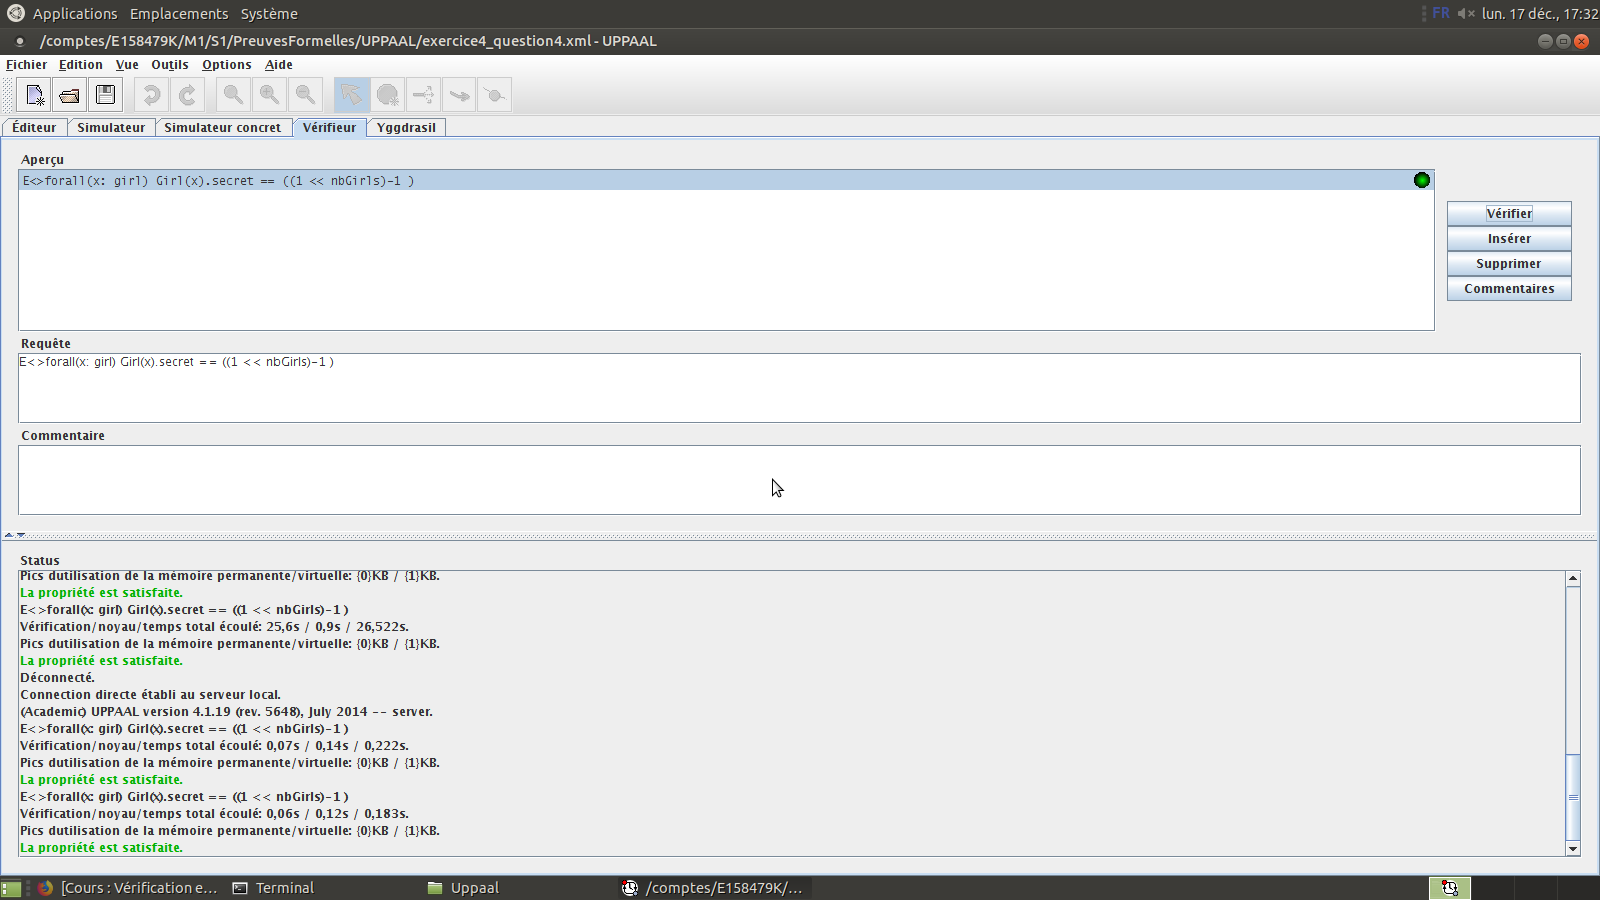 Applications Emplacements Système FR lun. 17 déc., 17:32
/comptes/E158479K/M1/S1/PreuvesFormelles/UPPAAL/exercice4_question4.xml - UPPAAL
Fichier Edition Vue Outils Options Aide
Éditeur Simulateur Simulateur concret Vérifieur Yggdrasil
Aperçu
E<>forall(x: girl) Girl(x).secret == ((1 << nbGirls)-1 )
Vérifier
Insérer
Supprimer
Commentaires
Requête
E<>forall(x: girl) Girl(x).secret == ((1 << nbGirls)-1 )
Commentaire
Status
Pics dutilisation de la mémoire permanente/virtuelle: {0}KB / {1}KB.
La propriété est satisfaite.
E<>forall(x: girl) Girl(x).secret == ((1 << nbGirls)-1 )
Vérification/noyau/temps total écoulé: 25,6s / 0,9s / 26,522s.
Pics dutilisation de la mémoire permanente/virtuelle: {0}KB / {1}KB.
La propriété est satisfaite.
Déconnecté.
Connection directe établi au serveur local.
(Academic) UPPAAL version 4.1.19 (rev. 5648), July 2014 -- server.
E<>forall(x: girl) Girl(x).secret == ((1 << nbGirls)-1 )
Vérification/noyau/temps total écoulé: 0,07s / 0,14s / 0,222s.
Pics dutilisation de la mémoire permanente/virtuelle: {0}KB / {1}KB.
La propriété est satisfaite.
E<>forall(x: girl) Girl(x).secret == ((1 << nbGirls)-1 )
Vérification/noyau/temps total écoulé: 0,06s / 0,12s / 0,183s.
Pics dutilisation de la mémoire permanente/virtuelle: {0}KB / {1}KB.
La propriété est satisfaite.
[Cours : Vérification e... Terminal Uppaal /comptes/E158479K/...